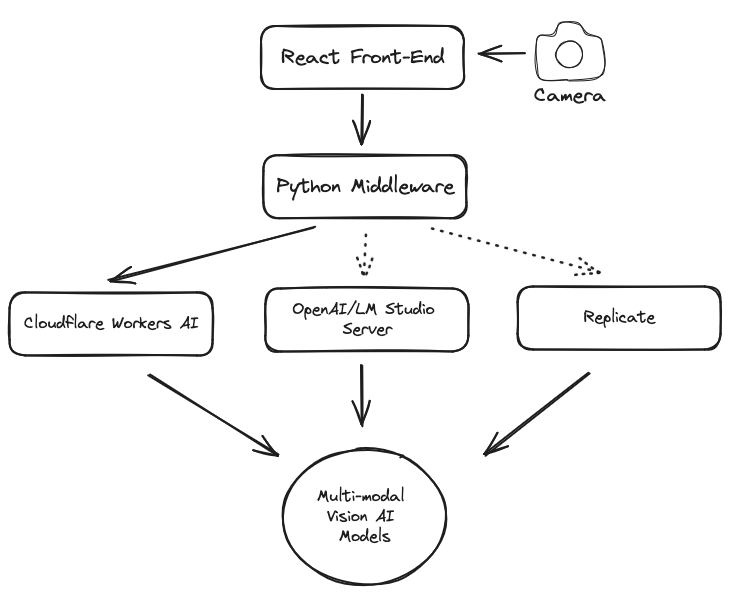 React Front-End
Camera
Python Middleware
Cloudflare Workers AI
OpenAI/LM Studio
Server
Replicate
Multi-modal
Vision AI
Models